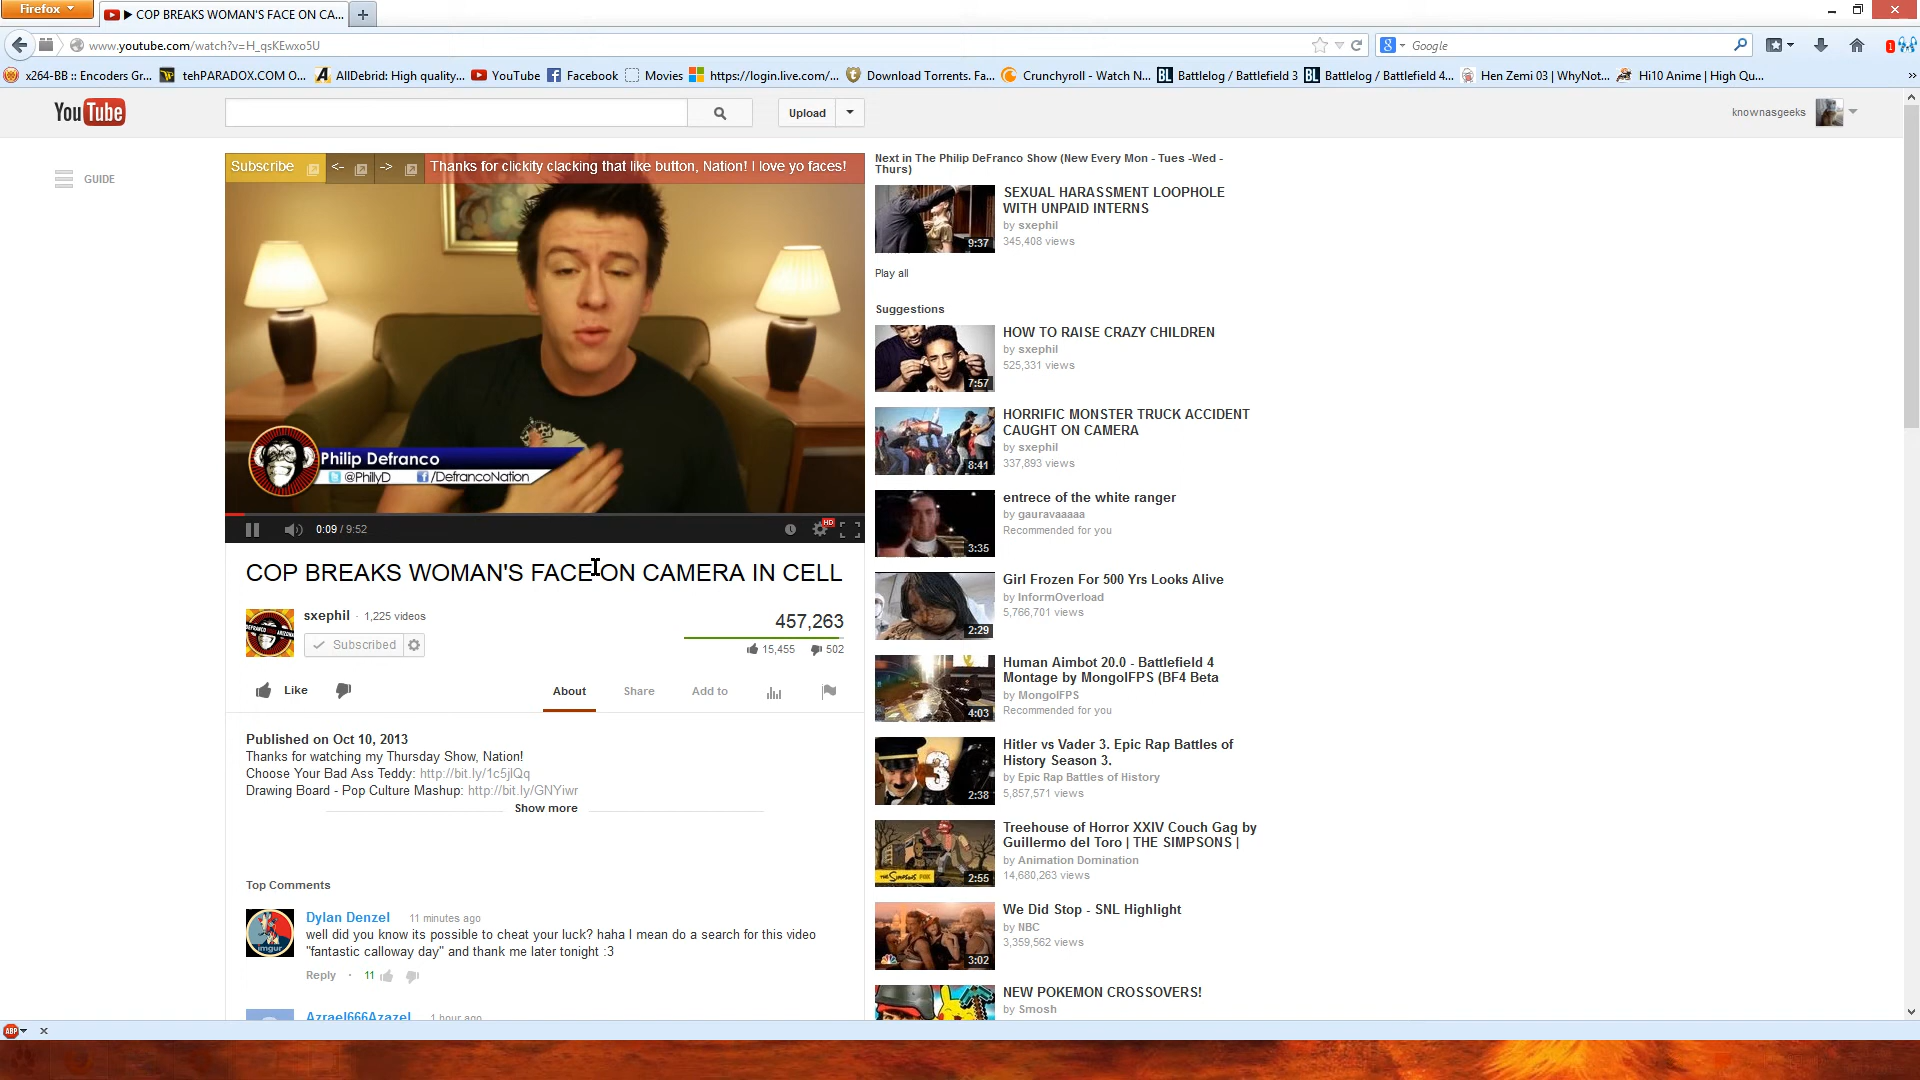 Firefox
COP BREAKS WOMAN'S FACE ON CA...
www.youtube.com/watch?v=H_qsKEwxo5U
Google
1
x264-BB :: Encoders Gr...
tehPARADOX.COM O...
AllDebrid: High quality...
YouTube
Facebook
Movies
https://login.live.com/...
Download Torrents. Fa...
Crunchyroll - Watch N...
BL Battlelog / Battlefield 3
BL Battlelog / Battlefield 4...
Hen Zemi 03 | WhyNot...
Hi10 Anime | High Qu...
YouTube
Upload
knownasgeeks
GUIDE
Subscribe <- -> Thanks for clickity clacking that like button, Nation! I love yo faces!
Philip Defranco
@PhillyD /DefrancoNation
0:09 / 9:52
HD
COP BREAKS WOMAN'S FACE ON CAMERA IN CELL
sxephil · 1,225 videos
Subscribed
457,263
15,455 502
Like
About Share Add to
Published on Oct 10, 2013
Thanks for watching my Thursday Show, Nation!
Choose Your Bad Ass Teddy: http://bit.ly/1c5jlQq
Drawing Board - Pop Culture Mashup: http://bit.ly/GNYiwr
Show more
Top Comments
imgur
Dylan Denzel 11 minutes ago
well did you know its possible to cheat your luck? haha I mean do a search for this video
"fantastic calloway day" and thank me later tonight :3
Reply · 11
Azrael666Azazel 1 hour ago
Next in The Philip DeFranco Show (New Every Mon - Tues -Wed -
Thurs)
9:37
SEXUAL HARASSMENT LOOPHOLE
WITH UNPAID INTERNS
by sxephil
345,408 views
Play all
Suggestions
7:57
HOW TO RAISE CRAZY CHILDREN
by sxephil
525,331 views
8:41
HORRIFIC MONSTER TRUCK ACCIDENT
CAUGHT ON CAMERA
by sxephil
337,893 views
3:35
entrece of the white ranger
by gauravaaaaa
Recommended for you
2:29
Girl Frozen For 500 Yrs Looks Alive
by InformOverload
5,766,701 views
4:03
Human Aimbot 20.0 - Battlefield 4
Montage by MongolFPS (BF4 Beta
by MongolFPS
Recommended for you
3
2:38
Hitler vs Vader 3. Epic Rap Battles of
History Season 3.
by Epic Rap Battles of History
5,857,571 views
THE SIMPSONS FOX
2:55
Treehouse of Horror XXIV Couch Gag by
Guillermo del Toro | THE SIMPSONS |
by Animation Domination
14,680,263 views
3:02
We Did Stop - SNL Highlight
by NBC
3,359,562 views
NEW POKEMON CROSSOVERS!
by Smosh
ABP